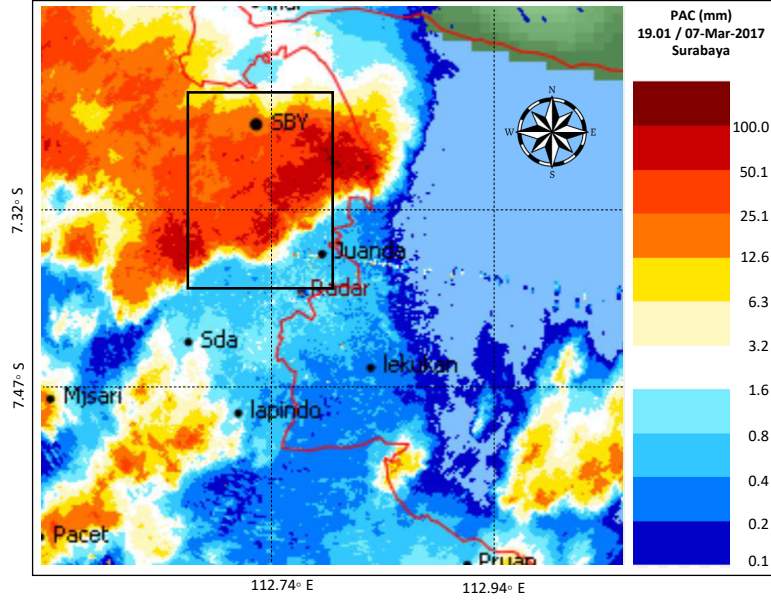 PAC (mm)
19.01 / 07-Mar-2017
Surabaya
100.0
50.1
25.1
12.6
6.3
3.2
1.6
0.8
0.4
0.2
0.1
N
W
E
S
SBY
7.32° S
Juanda
Radar
Sda
lekukan
7.47° S
Mjsari
lapindo
Pacet
112.74° E
112.94° E